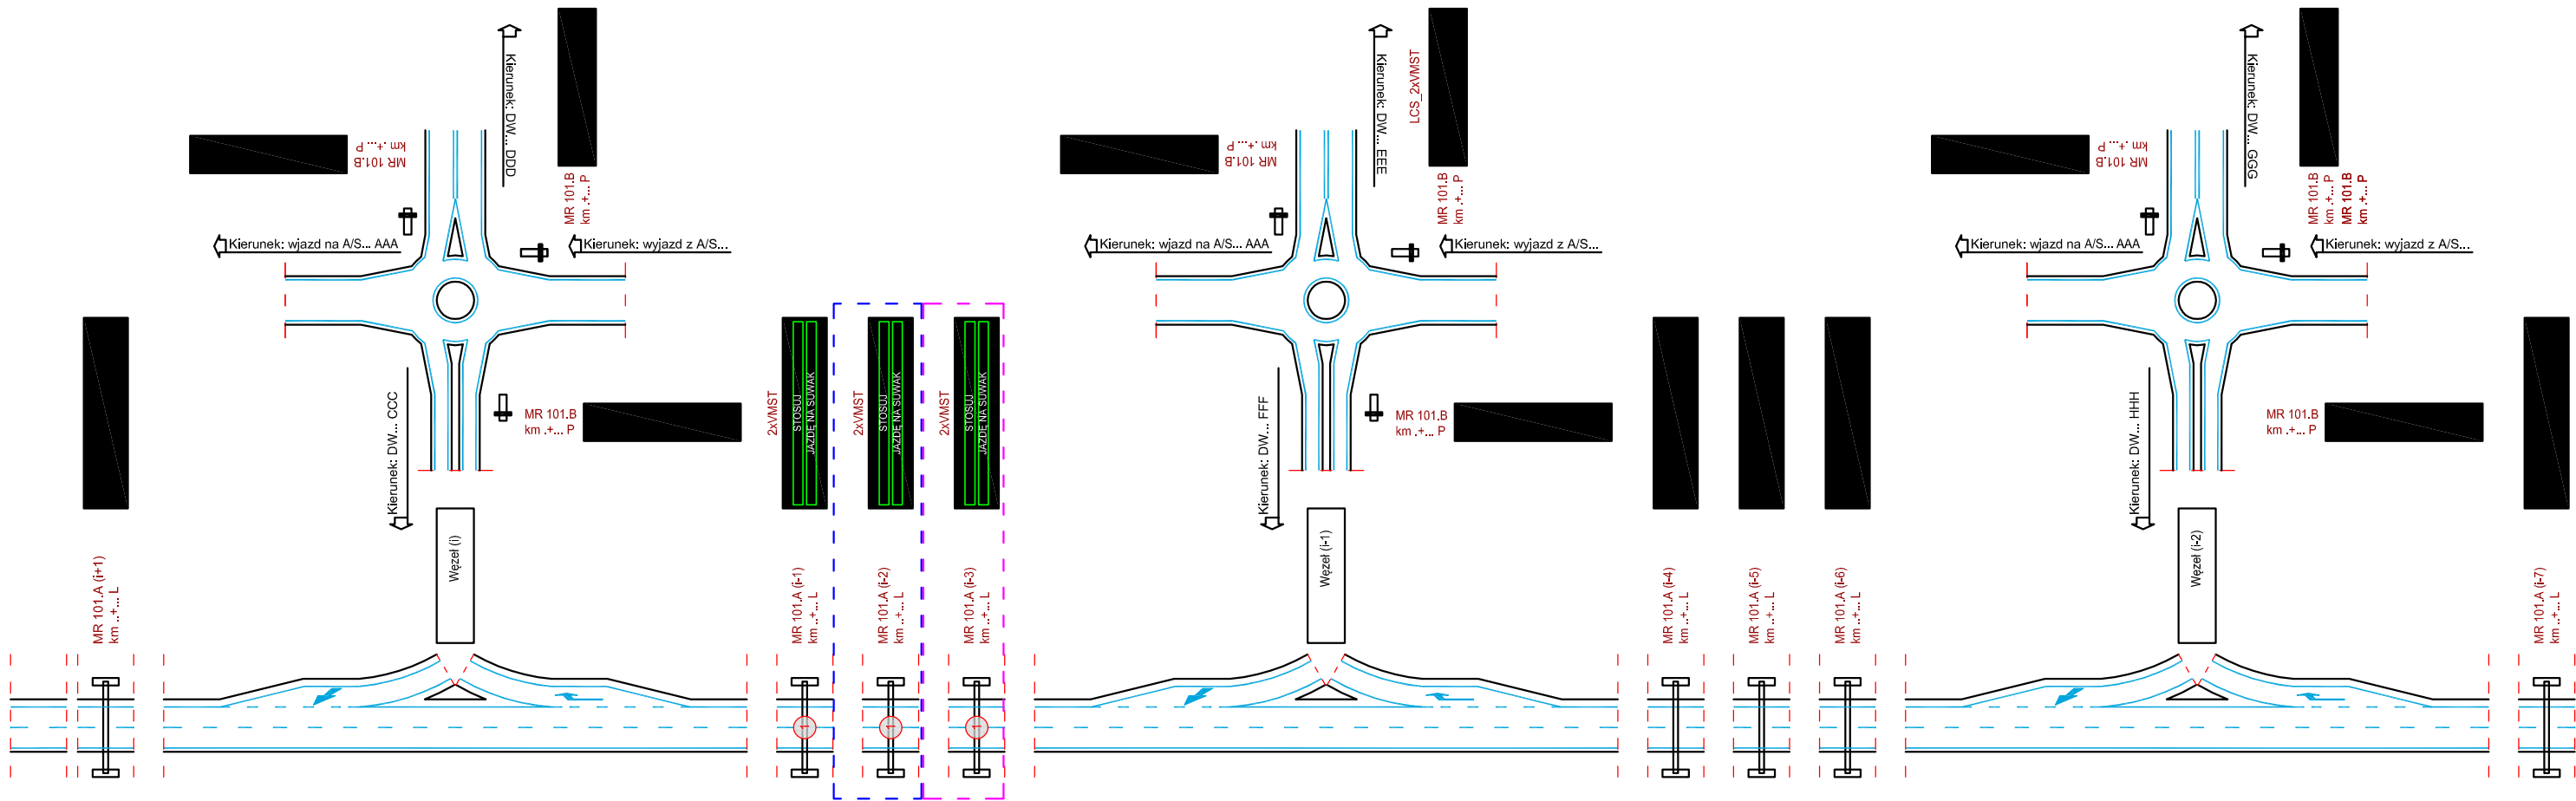 Kierunek: DW... DDD
MR 101.B
km .+... P
MR 101.B
km .+... P
Kierunek: wjazd na A/S... AAA
Kierunek: wyjazd z A/S...
Kierunek: DW... CCC
MR 101.B
km .+... P
Węzeł (i)
MR 101.A (i+1)
km ..+... L
2xVMST
STOSUJ
JAZDĘ NA SUWAK
MR 101.A (i-1)
km ..+... L
1
2xVMST
STOSUJ
JAZDĘ NA SUWAK
MR 101.A (i-2)
km ..+... L
1
2xVMST
STOSUJ
JAZDĘ NA SUWAK
MR 101.A (i-3)
km ..+... L
1
Kierunek: DW... EEE
LCS_2xVMST
MR 101.B
km .+... P
MR 101.B
km .+... P
Kierunek: wjazd na A/S... AAA
Kierunek: wyjazd z A/S...
Kierunek: DW... FFF
MR 101.B
km .+... P
Węzeł (i-1)
MR 101.A (i-4)
km ..+... L
MR 101.A (i-5)
km ..+... L
MR 101.A (i-6)
km ..+... L
Kierunek: DW... GGG
MR 101.B
km .+... P
MR 101.B
km .+... P
MR 101.B
km .+... P
Kierunek: wjazd na A/S... AAA
Kierunek: wyjazd z A/S...
Kierunek: DW... HHH
MR 101.B
km .+... P
Węzeł (i-2)
MR 101.A (i-7)
km ..+... L